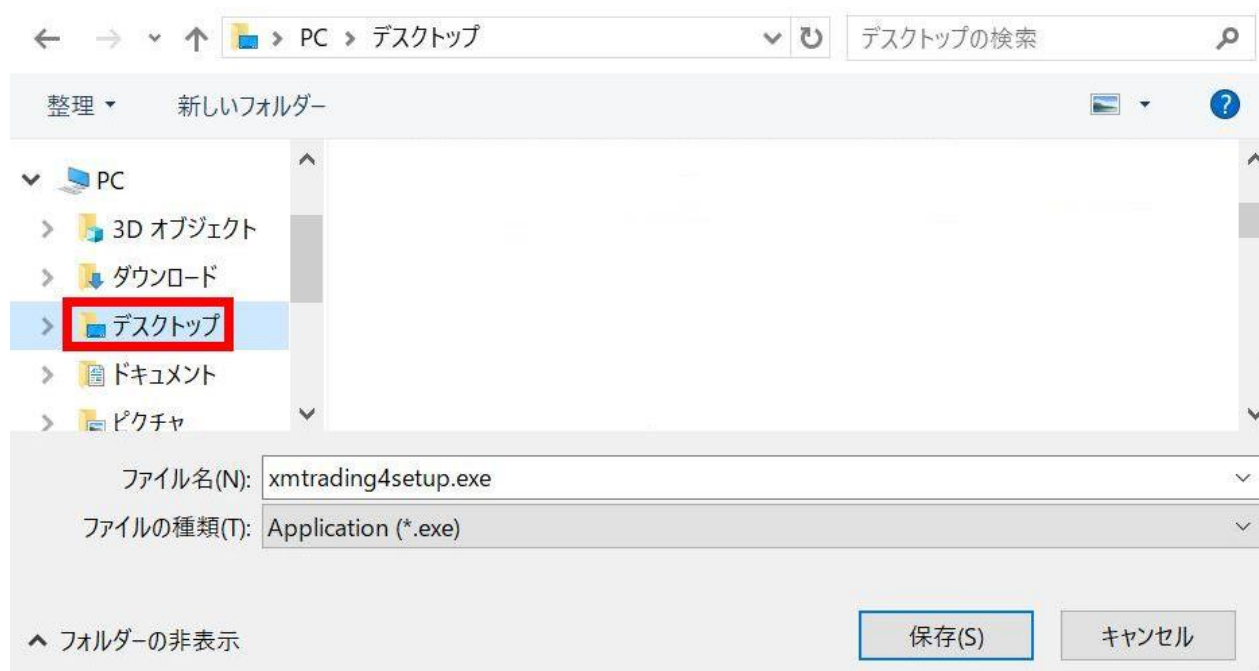 PC > デスクトップ
デスクトップの検索
整理
新しいフォルダー
?
PC
3D オブジェクト
ダウンロード
デスクトップ
ドキュメント
ピクチャ
ファイル名(N): xmtrading4setup.exe
ファイルの種類(T): Application (*.exe)
フォルダーの非表示
保存(S)
キャンセル